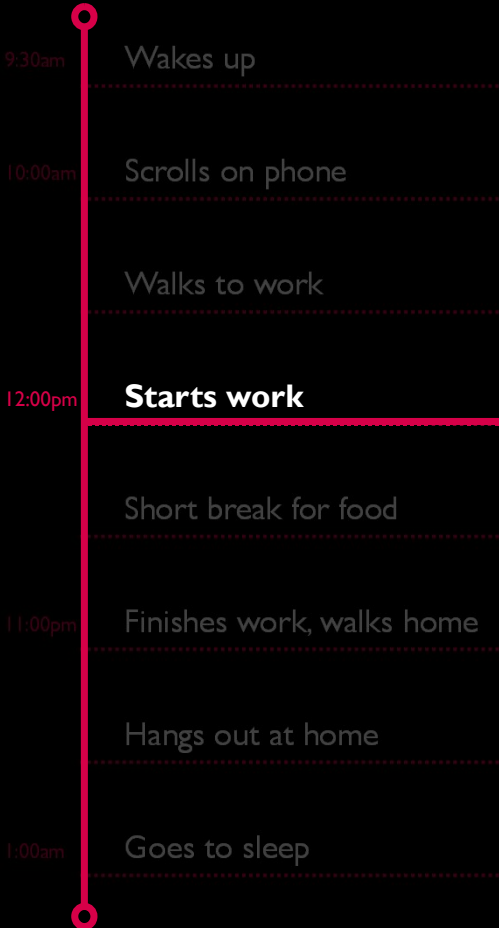 9:30am Wakes up
10:00am Scrolls on phone
Walks to work
12:00pm Starts work
Short break for food
11:00pm Finishes work, walks home
Hangs out at home
1:00am Goes to sleep